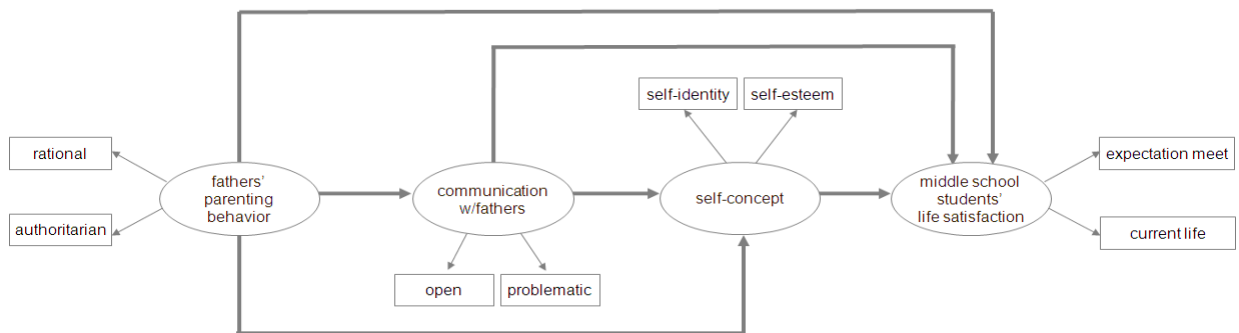 self-identity
self-esteem
rational
authoritarian
fathers'
parenting
behavior
communication
w/fathers
self-concept
middle school
students'
life satisfaction
expectation meet
current life
open
problematic